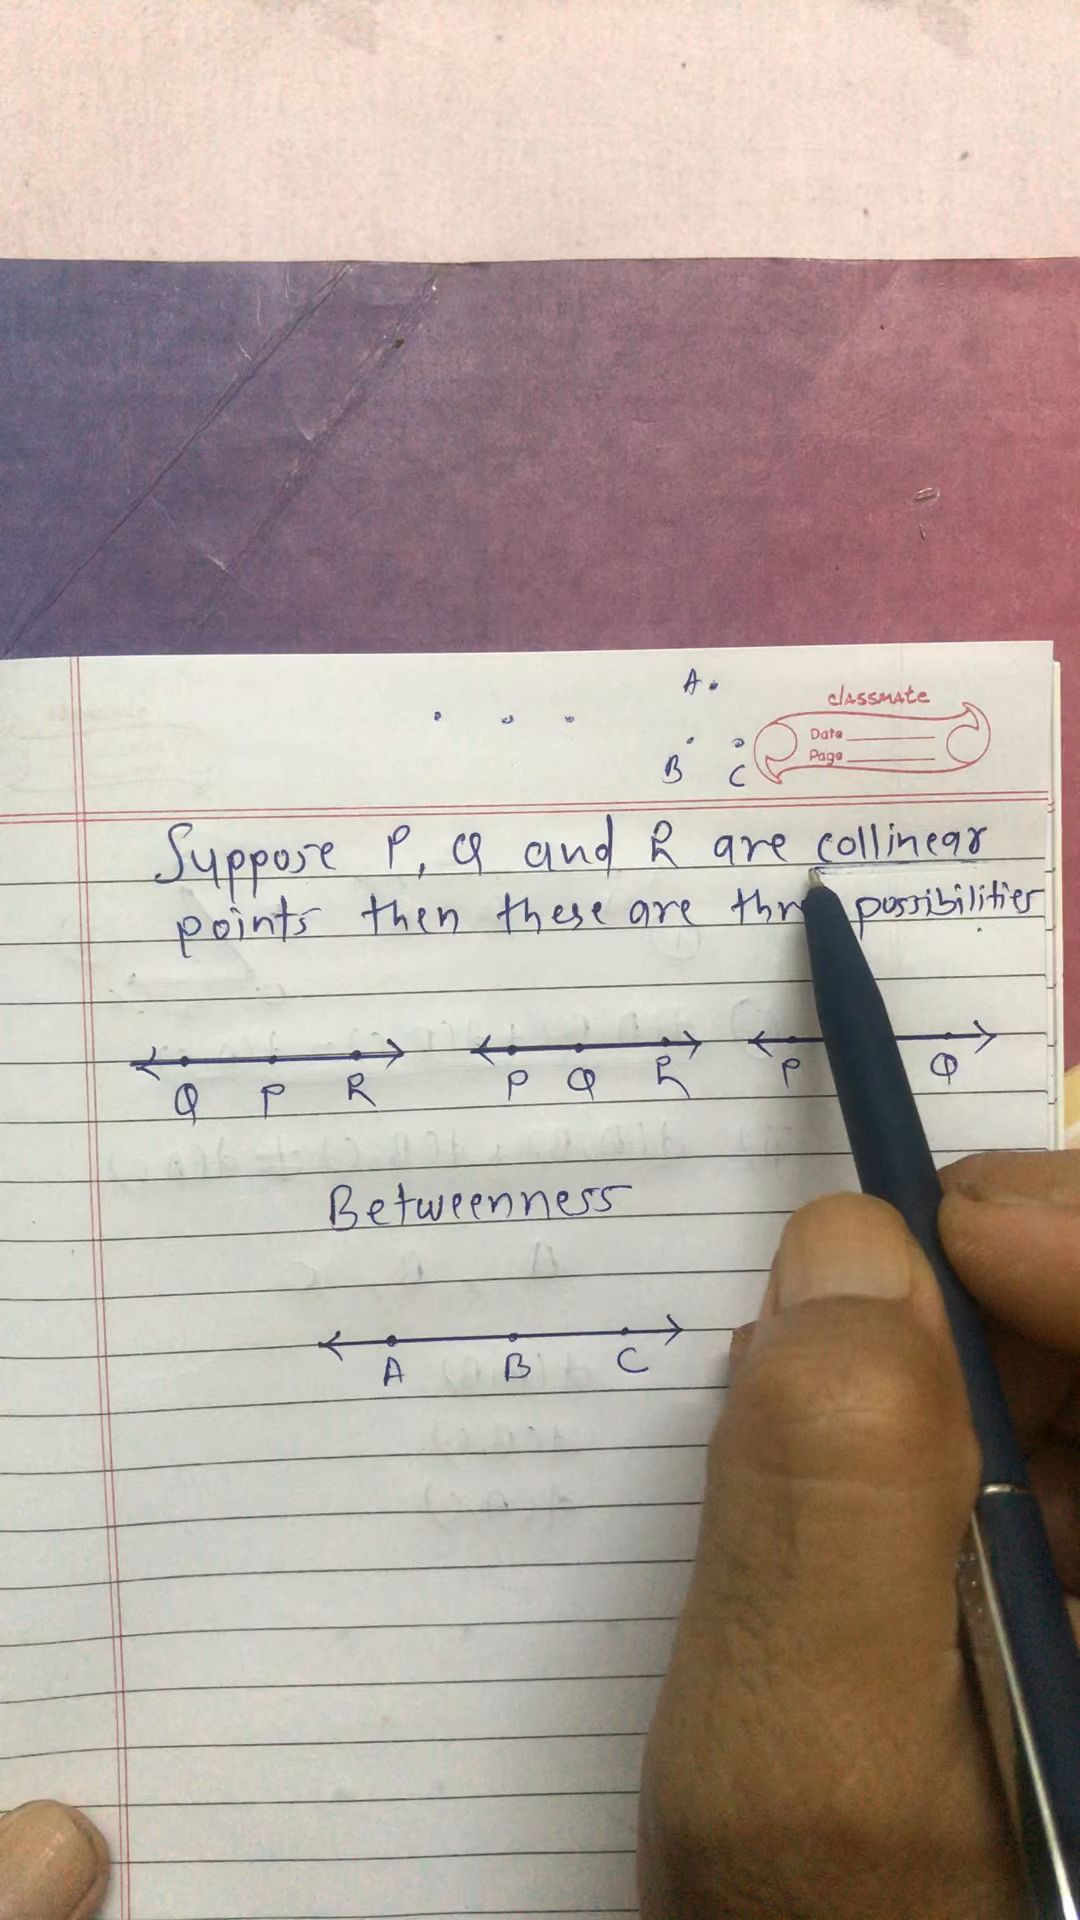 A
classmate
Date
Page
B C
Suppose P, Q and R are collinear
points then these are possibilities
Q P R P Q R P Q
Betweenness
A B C